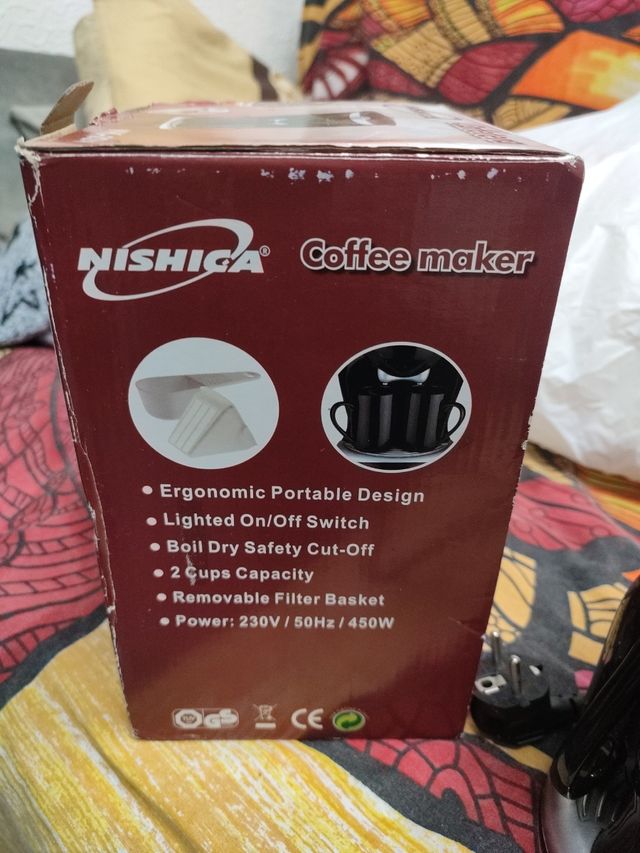 NISHIGA®
Coffee maker
• Ergonomic Portable Design
• Lighted On/Off Switch
• Boil Dry Safety Cut-Off
• 2 Cups Capacity
• Removable Filter Basket
• Power: 230V / 50Hz / 450W
GS CE